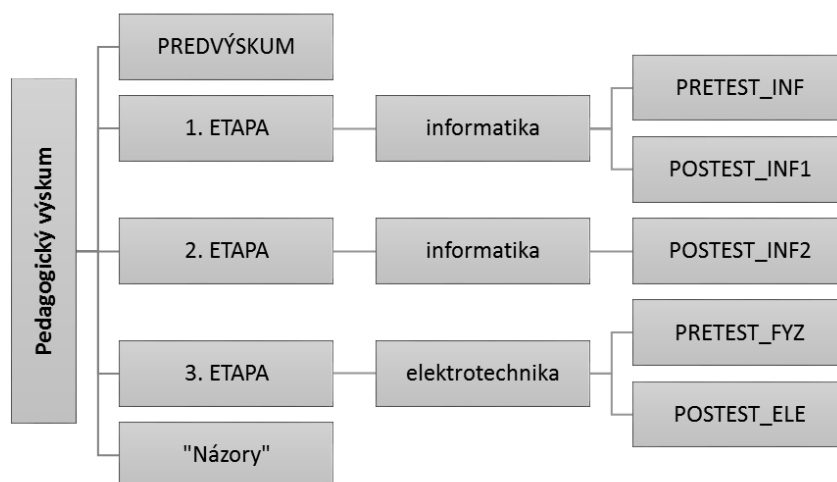 Pedagogický výskum
PREDVÝSKUM
1. ETAPA
informatika
PRETEST_INF
POSTEST_INF1
2. ETAPA
informatika
POSTEST_INF2
3. ETAPA
elektrotechnika
PRETEST_FYZ
POSTEST_ELE
"Názory"